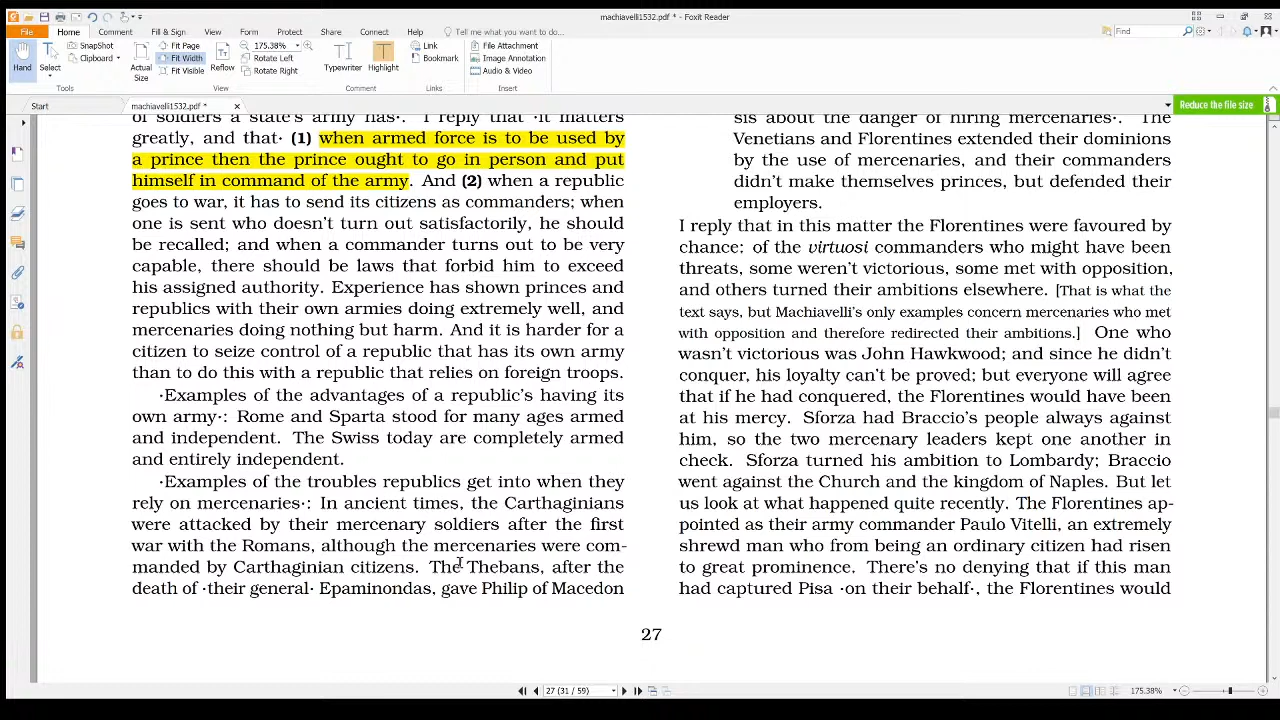 machiavelli1532.pdf * - Foxit Reader
File Home Comment View Form Protect Share Connect Help Tell me what you want to do... Find
Hand
Select
SnapShot
Clipboard
Tools
Actual Size
Fit Page
Fit Width
Fit Visible
Reflow
175.38%
Rotate Left
Rotate Right
View
Typewriter
Highlight
Comment
Link
Bookmark
Links
File Attachment
Image Annotation
Audio & Video
Insert
Start
machiavelli1532.pdf *
Reduce the file size
of soldiers a state's army has·. I reply that ·it matters
greatly, and that· (1) when armed force is to be used by
a prince then the prince ought to go in person and put
himself in command of the army. And (2) when a republic
goes to war, it has to send its citizens as commanders; when
one is sent who doesn't turn out satisfactorily, he should
be recalled; and when a commander turns out to be very
capable, there should be laws that forbid him to exceed
his assigned authority. Experience has shown princes and
republics with their own armies doing extremely well, and
mercenaries doing nothing but harm. And it is harder for a
citizen to seize control of a republic that has its own army
than to do this with a republic that relies on foreign troops.
·Examples of the advantages of a republic's having its
own army·: Rome and Sparta stood for many ages armed
and independent. The Swiss today are completely armed
and entirely independent.
·Examples of the troubles republics get into when they
rely on mercenaries·: In ancient times, the Carthaginians
were attacked by their mercenary soldiers after the first
war with the Romans, although the mercenaries were com-
manded by Carthaginian citizens. The Thebans, after the
death of ·their general· Epaminondas, gave Philip of Macedon
sis about the danger of hiring mercenaries·. The
Venetians and Florentines extended their dominions
by the use of mercenaries, and their commanders
didn't make themselves princes, but defended their
employers.
I reply that in this matter the Florentines were favoured by
chance; of the virtuosi commanders who might have been
threats, some weren't victorious, some met with opposition,
and others turned their ambitions elsewhere. [That is what the
text says, but Machiavelli's only examples concern mercenaries who met
with opposition and therefore redirected their ambitions.] One who
wasn't victorious was John Hawkwood; and since he didn't
conquer, his loyalty can't be proved; but everyone will agree
that if he had conquered, the Florentines would have been
at his mercy. Sforza had Braccio's people always against
him, so the two mercenary leaders kept one another in
check. Sforza turned his ambition to Lombardy; Braccio
went against the Church and the kingdom of Naples. But let
us look at what happened quite recently. The Florentines ap-
pointed as their army commander Paulo Vitelli, an extremely
shrewd man who from being an ordinary citizen had risen
to great prominence. There's no denying that if this man
had captured Pisa ·on their behalf·, the Florentines would
27
27 (31 / 59)
175.38%